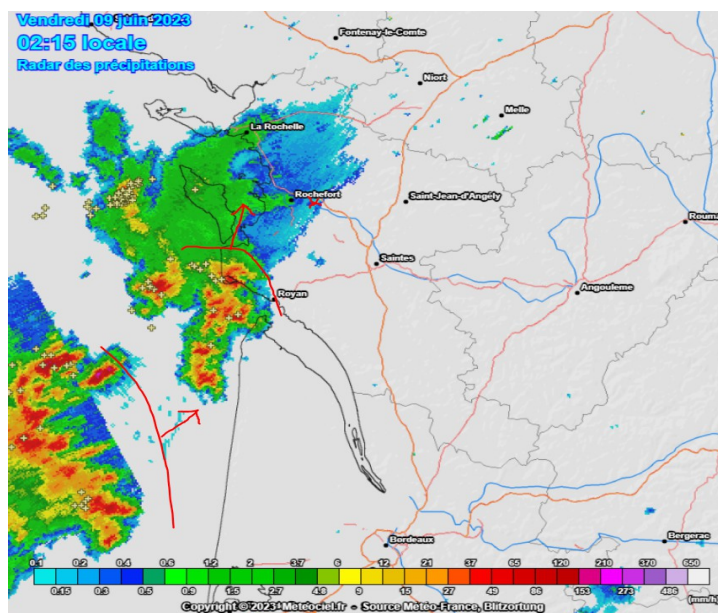 Vendredi 09 juin 2023
02:15 locale
Radar des précipitations
Fontenay-le-Comte
Niort
Melle
La Rochelle
Rochefort
Saint-Jean-d'Angély
Rouma
Saintes
Royan
Angouleme
Bordeaux
Bergerac
0.1 0.2 0.4 0.6 1.2 2 3.7 6 12 21 37 65 120 210 370 650
0.15 0.3 0.5 0.9 1.5 2.7 4.9 9 15 27 49 86 153 273 486 (mm/h)
Copyright ©2023 Meteociel.fr - Source Météo-France, Blitzortung